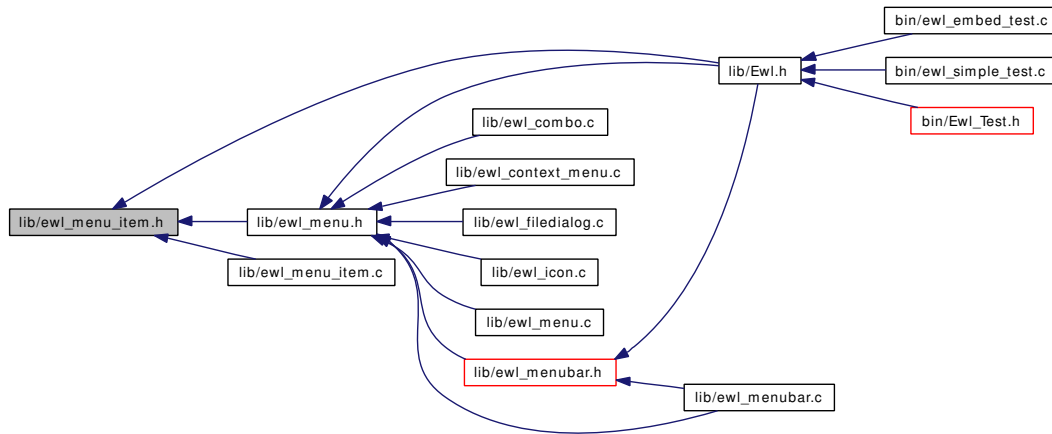 bin/ewl_embed_test.c
lib/Ewl.h
bin/ewl_simple_test.c
bin/Ewl_Test.h
lib/ewl_combo.c
lib/ewl_context_menu.c
lib/ewl_menu_item.h
lib/ewl_menu.h
lib/ewl_filedialog.c
lib/ewl_menu_item.c
lib/ewl_icon.c
lib/ewl_menu.c
lib/ewl_menubar.h
lib/ewl_menubar.c